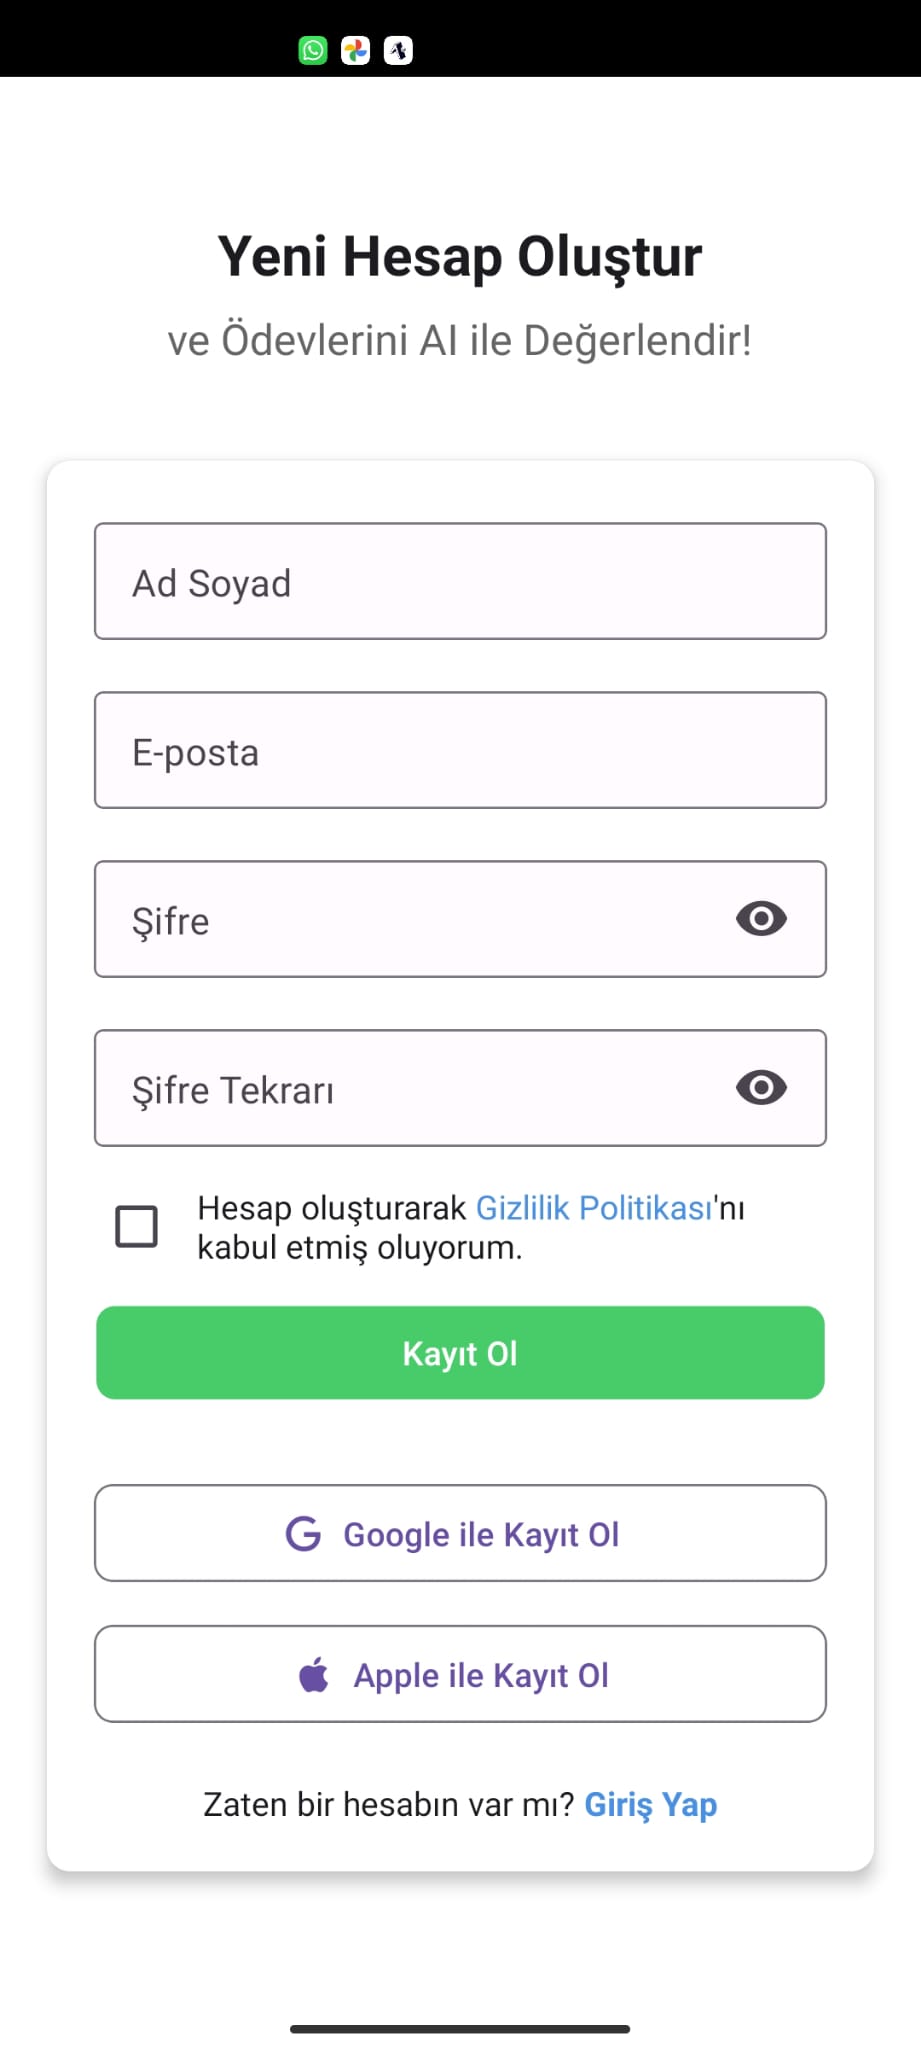 Yeni Hesap Oluştur
ve Ödevlerini AI ile Değerlendir!
Ad Soyad
E-posta
Şifre
Şifre Tekrarı
Hesap oluşturarak Gizlilik Politikası'nı
kabul etmiş oluyorum.
Kayıt Ol
Google ile Kayıt Ol
Apple ile Kayıt Ol
Zaten bir hesabın var mı? Giriş Yap